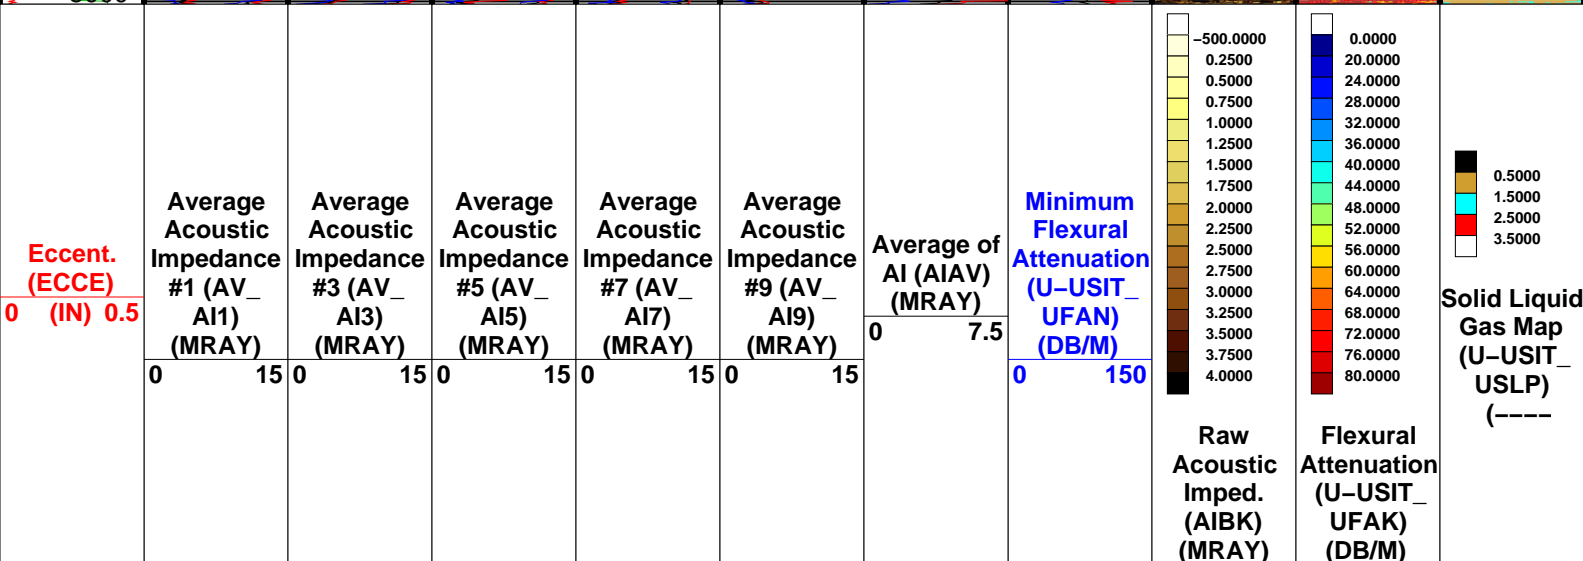 Eccent.
(ECCE)
0 (IN) 0.5
Average
Acoustic
Impedance
#1 (AV_
AI1)
(MRAY)
0 15
Average
Acoustic
Impedance
#3 (AV_
AI3)
(MRAY)
0 15
Average
Acoustic
Impedance
#5 (AV_
AI5)
(MRAY)
0 15
Average
Acoustic
Impedance
#7 (AV_
AI7)
(MRAY)
0 15
Average
Acoustic
Impedance
#9 (AV_
AI9)
(MRAY)
0 15
Average of
AI (AIAV)
(MRAY)
0 7.5
Minimum
Flexural
Attenuation
(U−USIT_
UFAN)
(DB/M)
0 150
−500.0000
0.2500
0.5000
0.7500
1.0000
1.2500
1.5000
1.7500
2.0000
2.2500
2.5000
2.7500
3.0000
3.2500
3.5000
3.7500
4.0000
Raw
Acoustic
Imped.
(AIBK)
(MRAY)
0.0000
20.0000
24.0000
28.0000
32.0000
36.0000
40.0000
44.0000
48.0000
52.0000
56.0000
60.0000
64.0000
68.0000
72.0000
76.0000
80.0000
Flexural
Attenuation
(U−USIT_
UFAK)
(DB/M)
0.5000
1.5000
2.5000
3.5000
Solid Liquid
Gas Map
(U−USIT_
USLP)
(−−−−